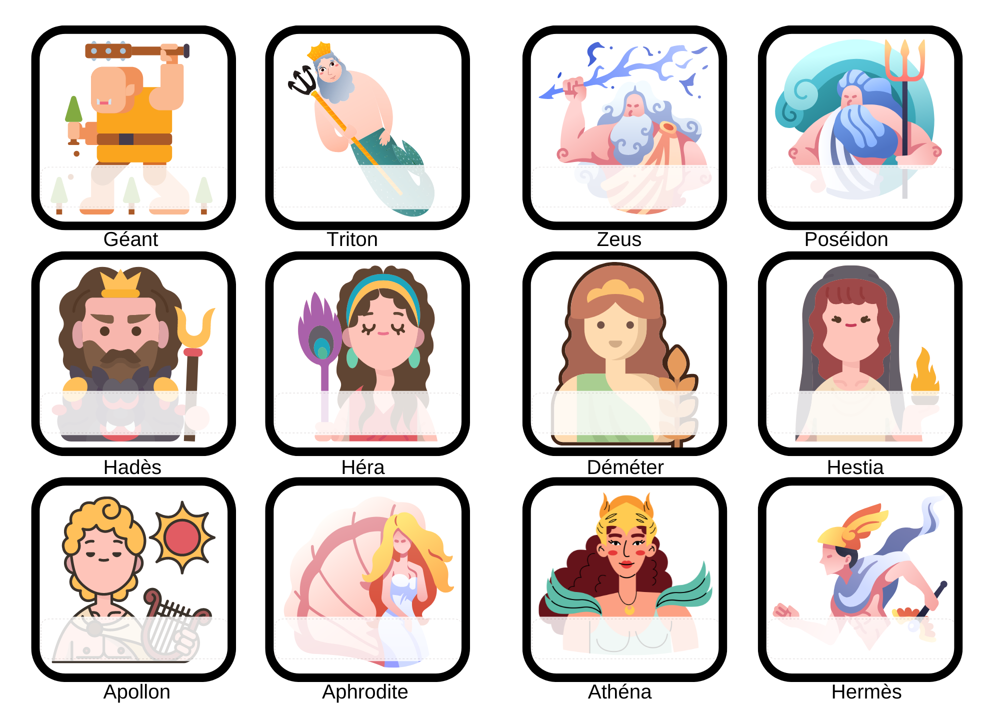 Géant
Triton
Zeus
Poséidon
Hadès
Héra
Déméter
Hestia
Apollon
Aphrodite
Athéna
Hermès